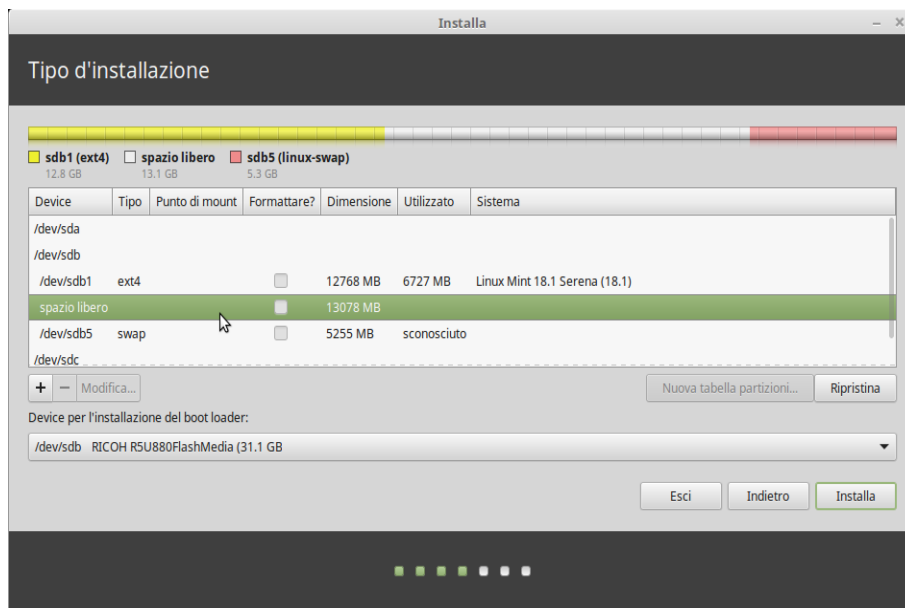 Installa
Tipo d'installazione
sdb1 (ext4) spazio libero sdb5 (linux-swap)
12.8 GB 13.1 GB 5.3 GB
Device Tipo Punto di mount Formattare? Dimensione Utilizzato Sistema
/dev/sda
/dev/sdb
/dev/sdb1 ext4 12768 MB 6727 MB Linux Mint 18.1 Serena (18.1)
spazio libero 13078 MB
/dev/sdb5 swap 5255 MB sconosciuto
/dev/sdc
+ − Modifica... Nuova tabella partizioni... Ripristina
Device per l'installazione del boot loader:
/dev/sdb RICOH R5U880FlashMedia (31.1 GB
Esci Indietro Installa